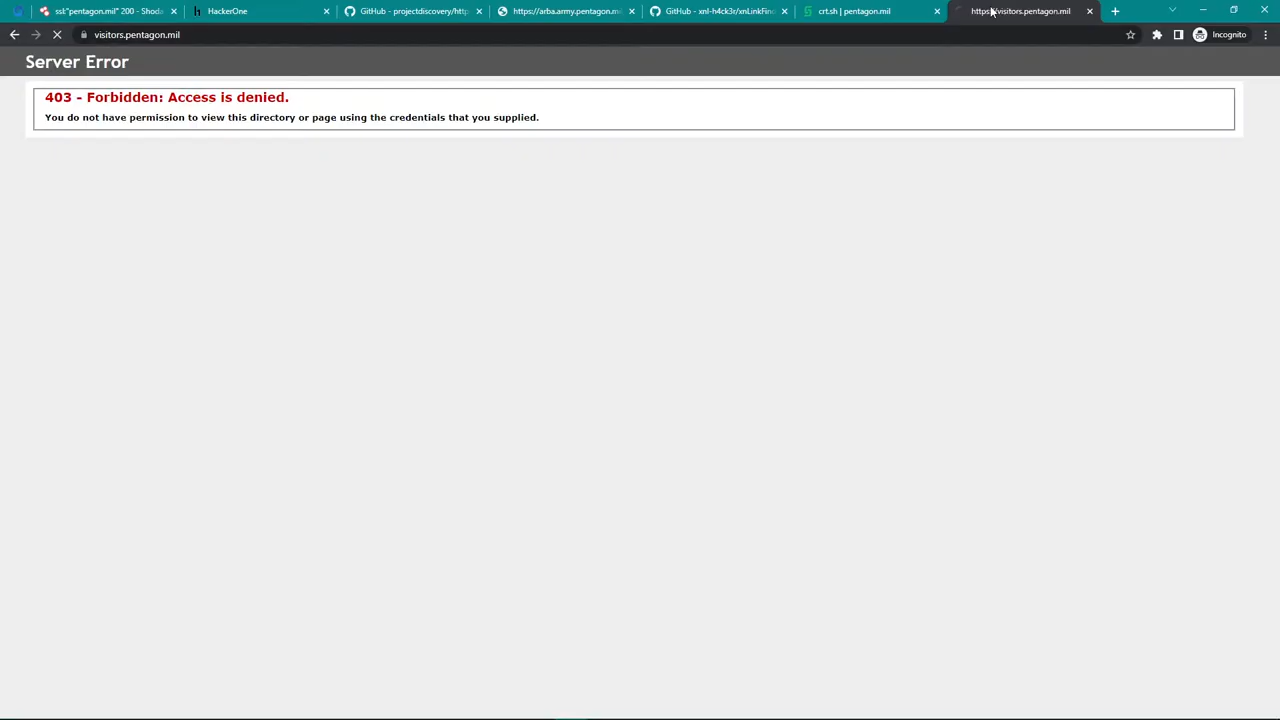 ssl:"pentagon.mil" 200 - Shoda
HackerOne
GitHub - projectdiscovery/http
https://arba.army.pentagon.mi
GitHub - xnl-h4ck3r/xnLinkFind
crt.sh | pentagon.mil
https://visitors.pentagon.mil
visitors.pentagon.mil
Incognito
Server Error
403 - Forbidden: Access is denied.
You do not have permission to view this directory or page using the credentials that you supplied.